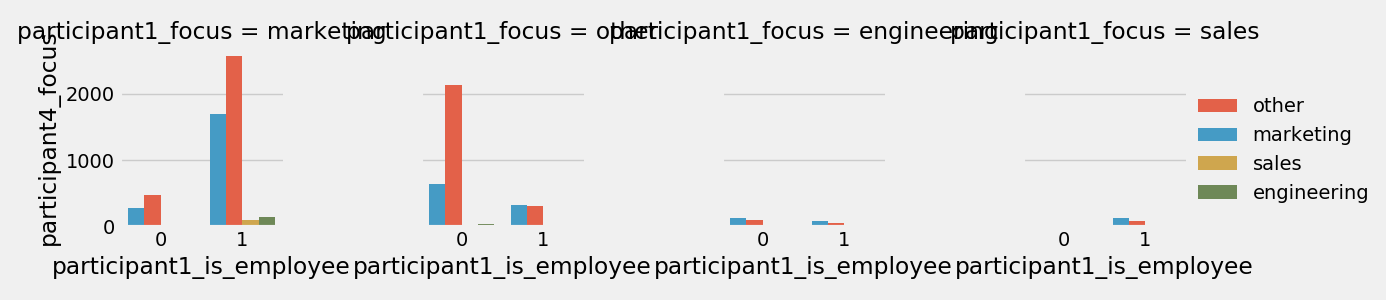 participant1_focus = marketing
participant1_focus = other
participant1_focus = engineering
participant1_focus = sales
participant4_focus
2000
1000
0
0 1
0 1
0 1
0 1
participant1_is_employee
participant1_is_employee
participant1_is_employee
participant1_is_employee
other
marketing
sales
engineering